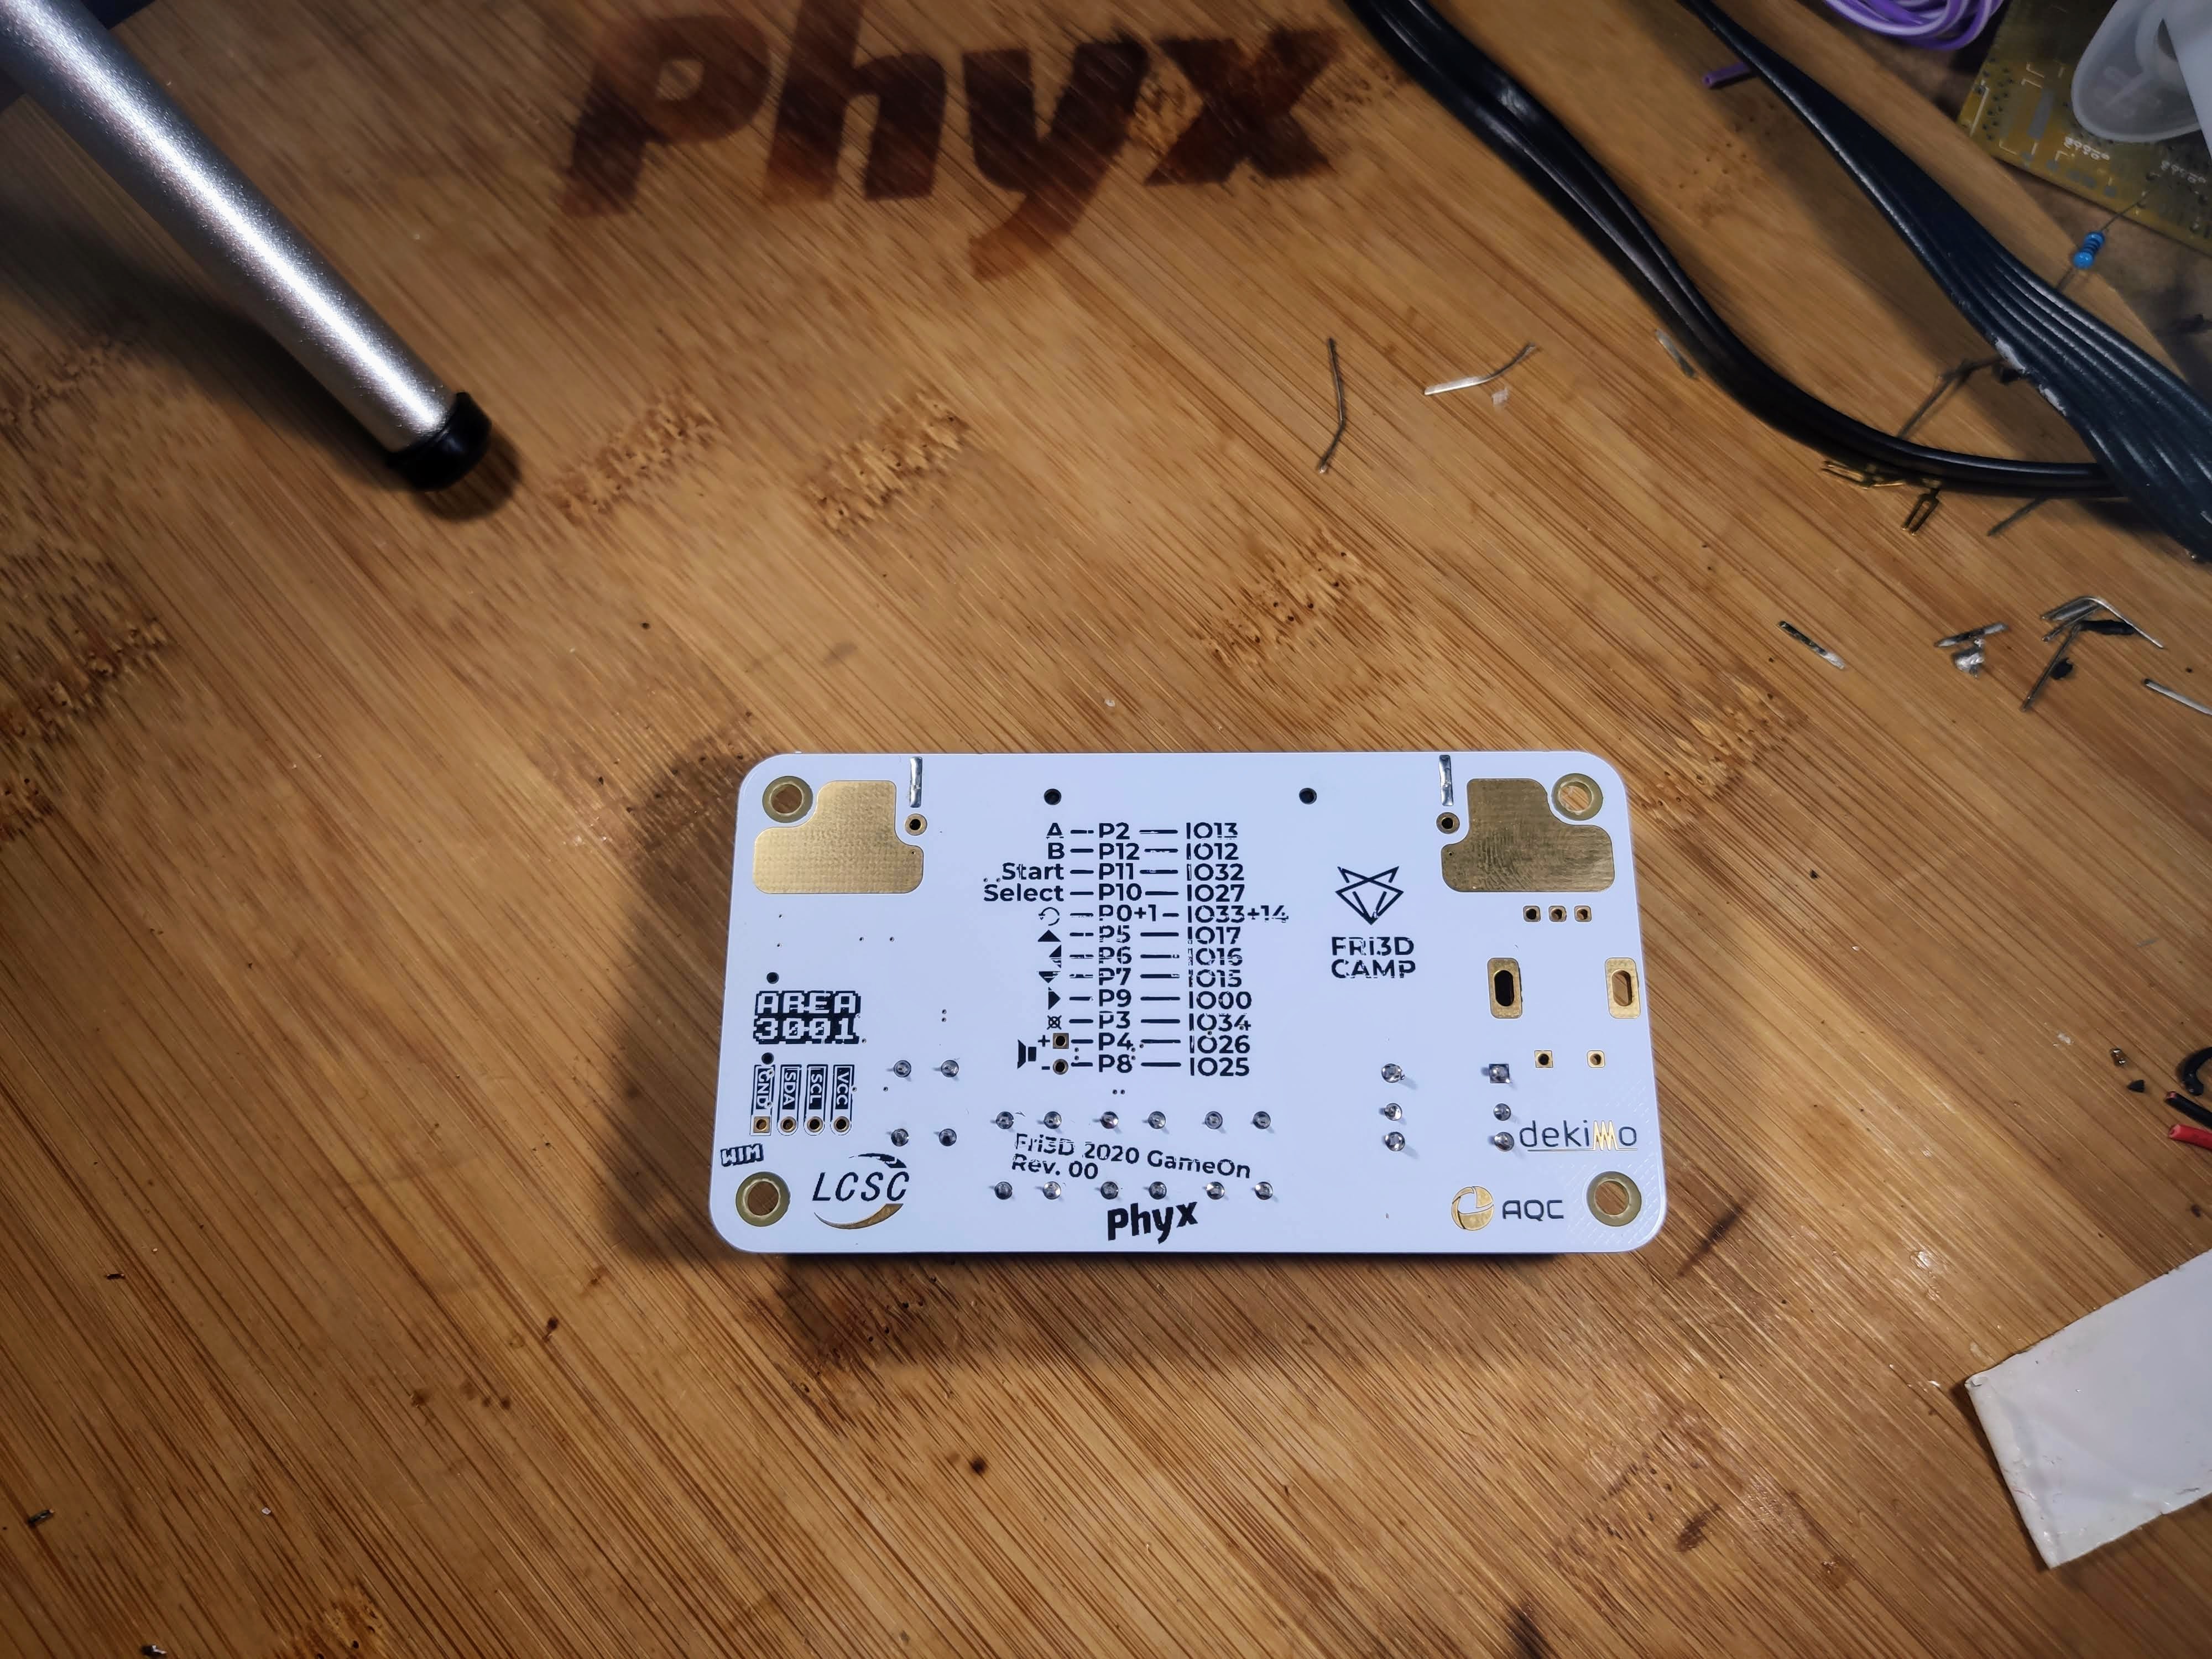 Phyx
A P2 IO13
B P12 IO12
Start P11 IO32
Select P10 IO27
P0+1 IO33+14
P5 IO17
P6 IO16
P7 IO15
P9 IO00
P3 IO34
+ P4 IO26
- P8 IO25
FRI3D
CAMP
AREA
3001
GND SDA SCL VCC
WIM
LCSC
Fri3D 2020 GameOn
Rev. 00
Phyx
dekimo
AQC